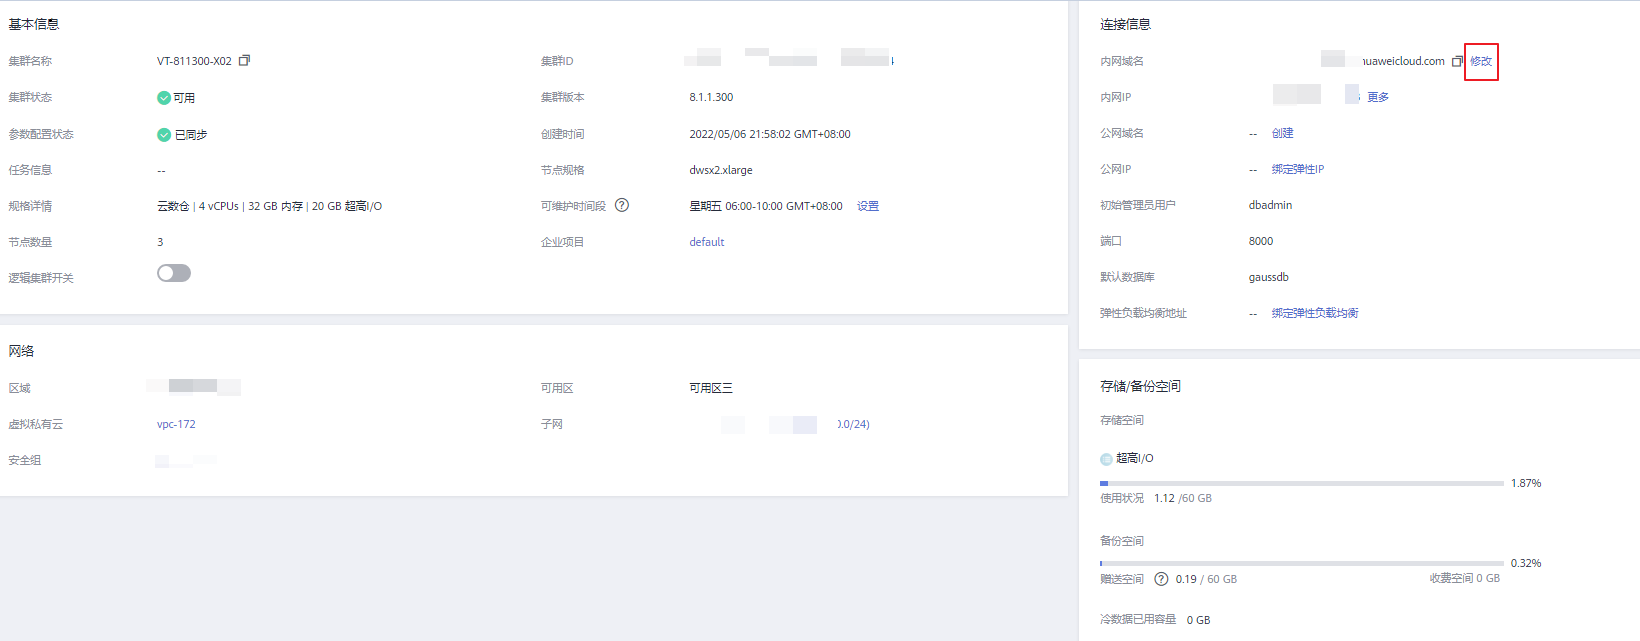 基本信息
集群名称 VT-811300-X02 集群ID
集群状态 可用 集群版本 8.1.1.300
参数配置状态 已同步 创建时间 2022/05/06 21:58:02 GMT+08:00
任务信息 -- 节点规格 dwsx2.xlarge
规格详情 云数仓 | 4 vCPUs | 32 GB 内存 | 20 GB 超高I/O 可维护时间段 ? 星期五 06:00-10:00 GMT+08:00 设置
节点数量 3 企业项目 default
逻辑集群开关
网络
区域 可用区 可用区三
虚拟私有云 vpc-172 子网 .0/24)
安全组
连接信息
内网域名 uaweicloud.com 修改
内网IP 更多
公网域名 -- 创建
公网IP -- 绑定弹性IP
初始管理员用户 dbadmin
端口 8000
默认数据库 gaussdb
弹性负载均衡地址 -- 绑定弹性负载均衡
存储/备份空间
存储空间
超高I/O
1.87%
使用状况 1.12 /60 GB
备份空间
0.32%
赠送空间 ? 0.19 / 60 GB 收费空间 0 GB
冷数据已用容量 0 GB